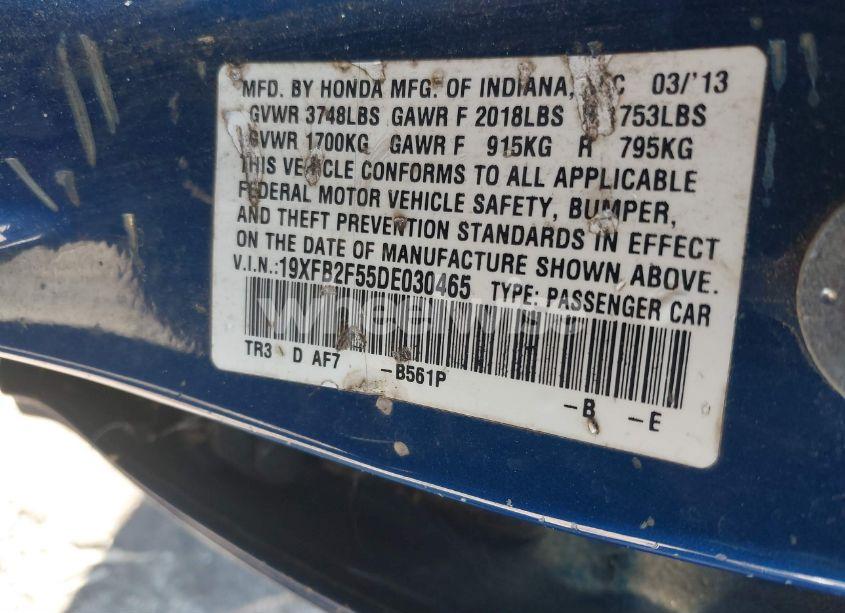 MFD. BY HONDA MFG. OF INDIANA, C 03/'13
GVWR 3748LBS GAWR F 2018LBS 753LBS
GVWR 1700KG GAWR F 915KG R 795KG
THIS VEHICLE CONFORMS TO ALL APPLICABLE
FEDERAL MOTOR VEHICLE SAFETY, BUMPER,
AND THEFT PREVENTION STANDARDS IN EFFECT
ON THE DATE OF MANUFACTURE SHOWN ABOVE.
V.I.N.:19XFB2F55DE030465 TYPE: PASSENGER CAR
TR3 D AF7 -B561P -B -E